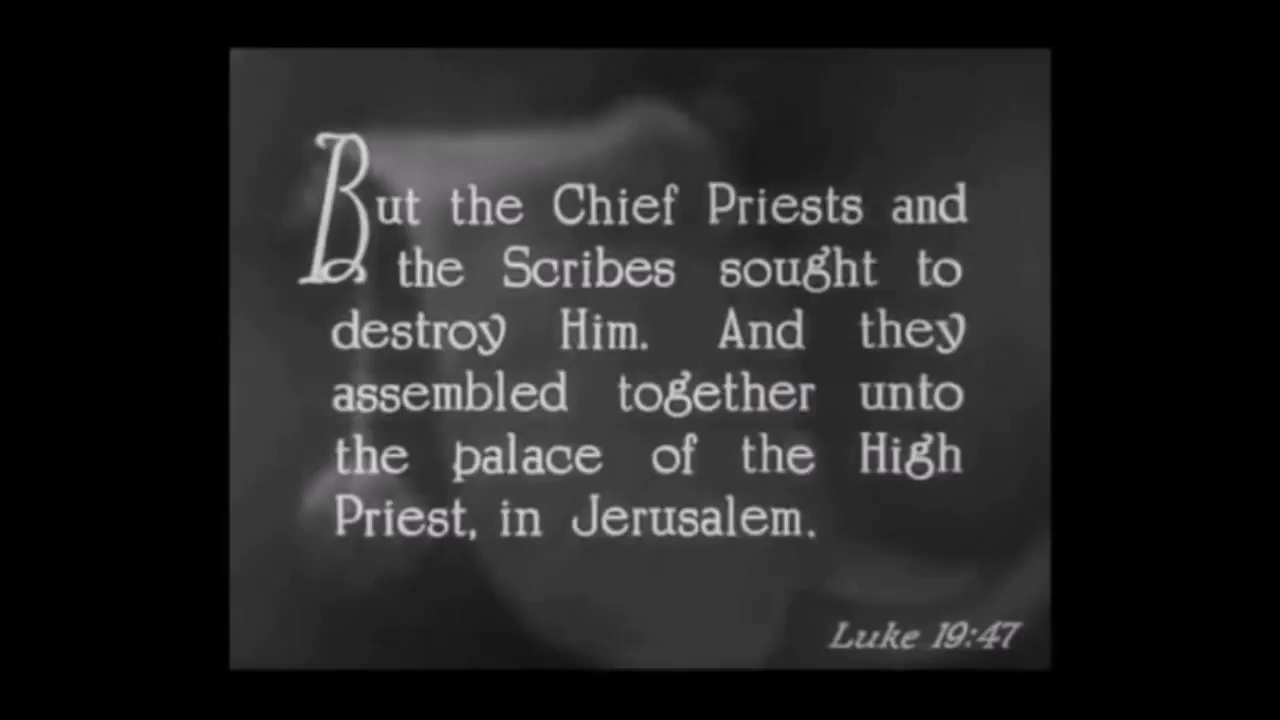 But the Chief Priests and
the Scribes sought to
destroy Him. And they
assembled together unto
the palace of the High
Priest, in Jerusalem.
Luke 19:47